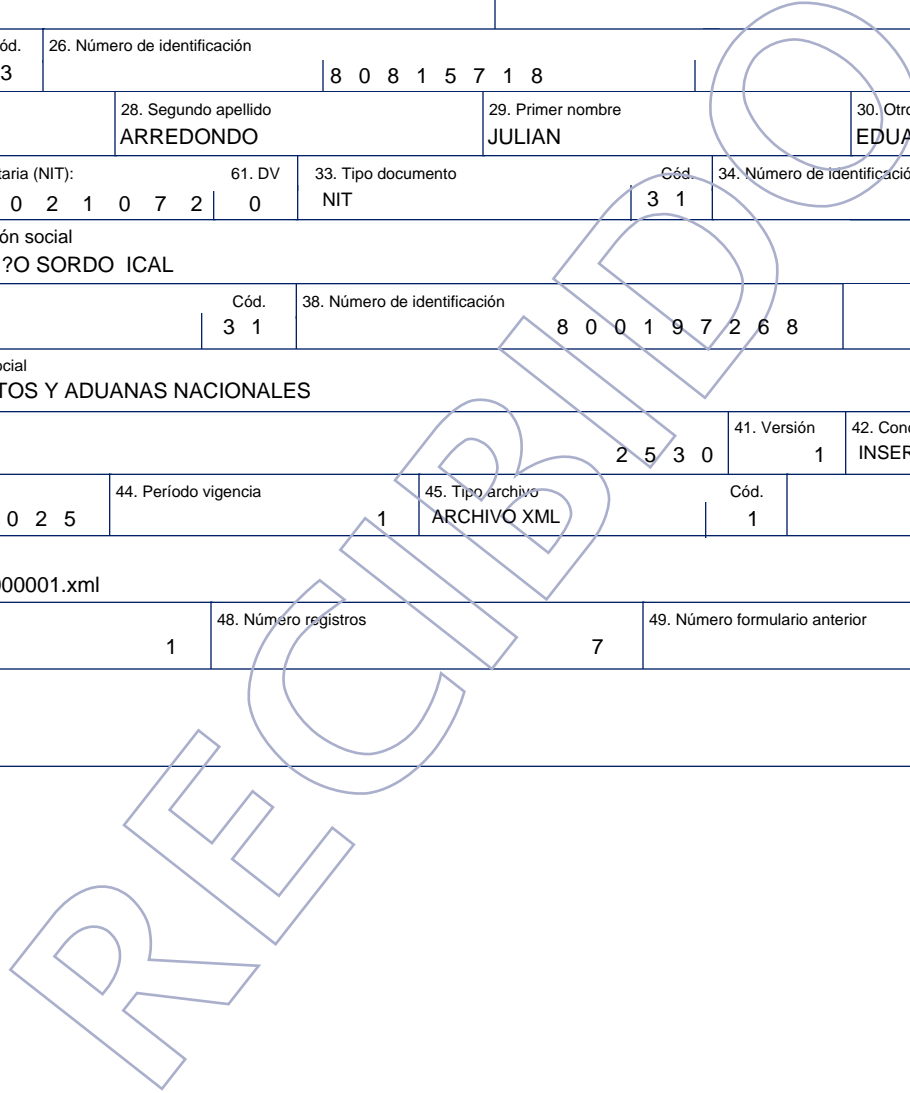 ód. 26. Número de identificación
3 8 0 8 1 5 7 1 8
28. Segundo apellido 29. Primer nombre 30. Otro
ARREDONDO JULIAN EDUA
taria (NIT): 61. DV 33. Tipo documento Cód. 34. Número de identificació
0 2 1 0 7 2 0 NIT 3 1
ón social
?O SORDO ICAL
Cód. 38. Número de identificación
3 1 8 0 0 1 9 7 2 6 8
ocial
TOS Y ADUANAS NACIONALES
41. Versión 42. Conc
2 5 3 0 1 INSER
44. Período vigencia 45. Tipo archivo Cód.
0 2 5 1 ARCHIVO XML 1
000001.xml
48. Número registros 49. Número formulario anterior
1 7
RECIBIDO